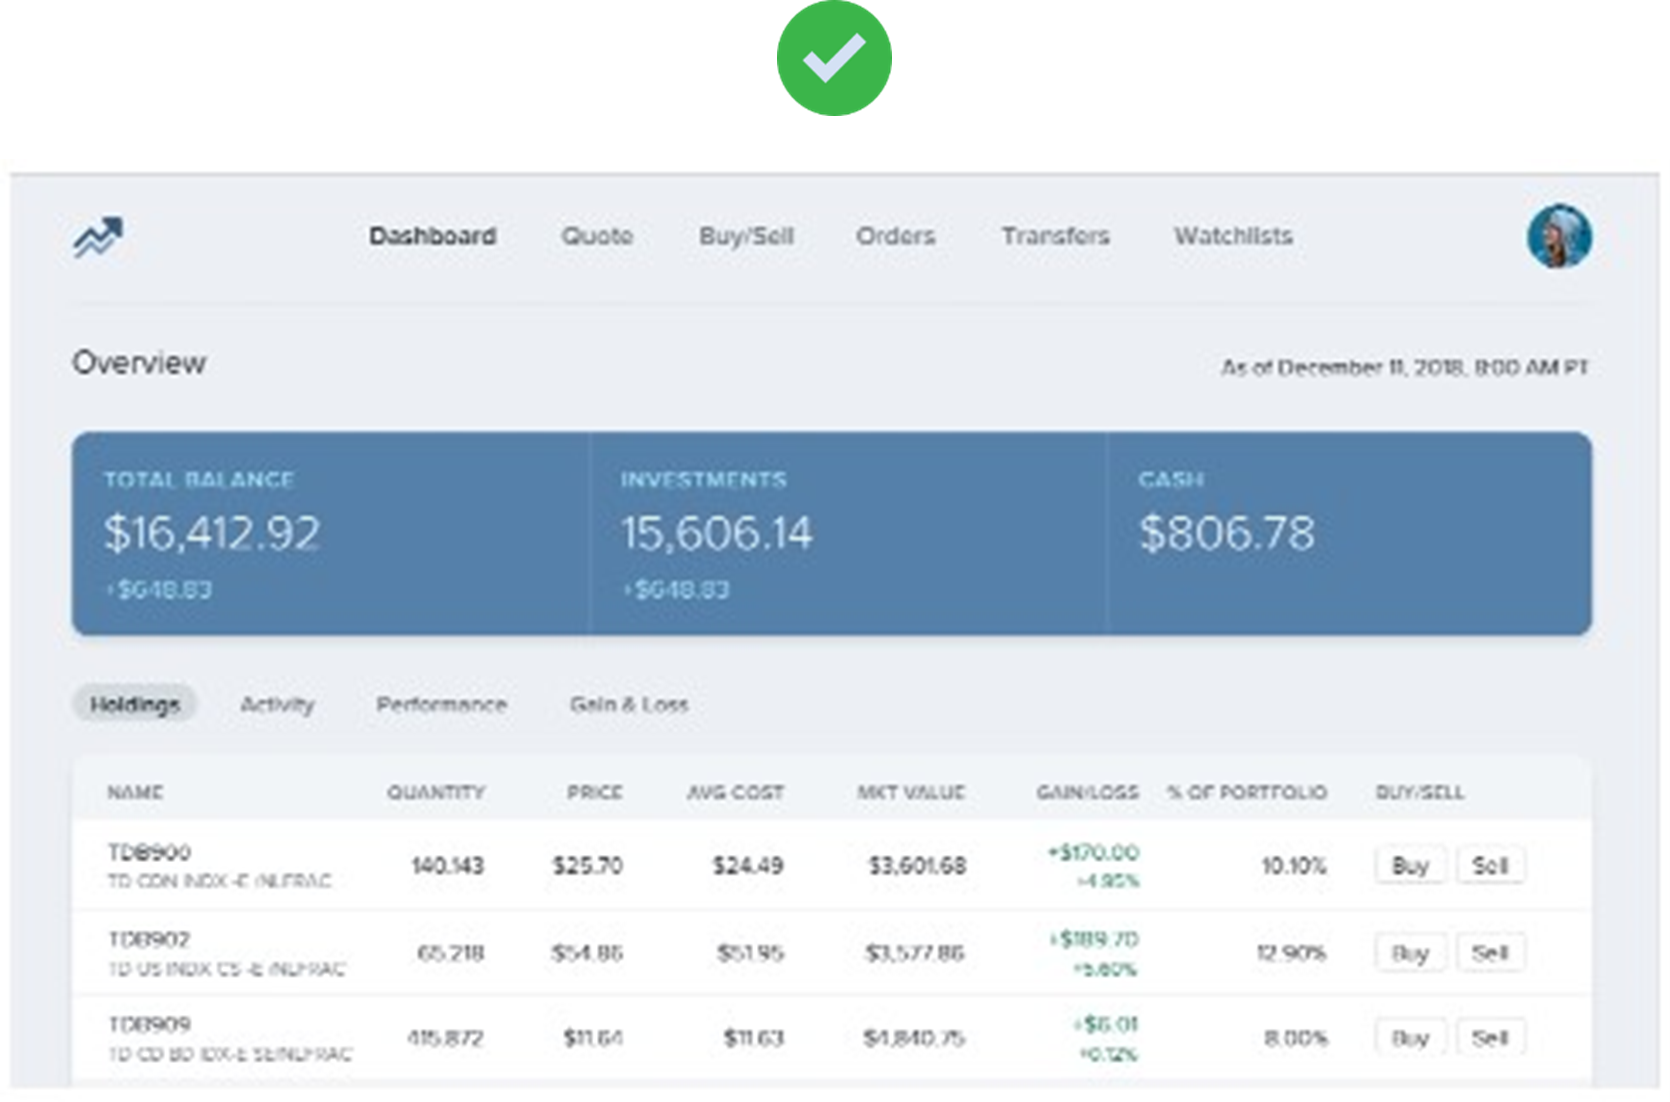 Dashboard Quote Buy/Sell Orders Transfers Watchlists
Overview As of December 11, 2018, 8:00 AM PT
TOTAL BALANCE INVESTMENTS CASH
$16,412.92 15,606.14 $806.78
+$648.83 +$648.83
Holdings Activity Performance Gain & Loss
NAME QUANTITY PRICE AVG COST MKT VALUE GAIN/LOSS % OF PORTFOLIO BUY/SELL
TDB900 140.143 $25.70 $24.49 $3,601.68 +$170.00 10.10% Buy Sell
TD CDN INDX -E /NLFRAC +4.95%
TDB902 65.218 $54.86 $51.95 $3,577.86 +$189.70 12.90% Buy Sell
TD US INDX CS -E /NLFRAC +5.60%
TDB909 415.872 $11.64 $11.63 $4,840.75 +$6.01 8.00% Buy Sell
TD CD BD IDX-E +0.12%